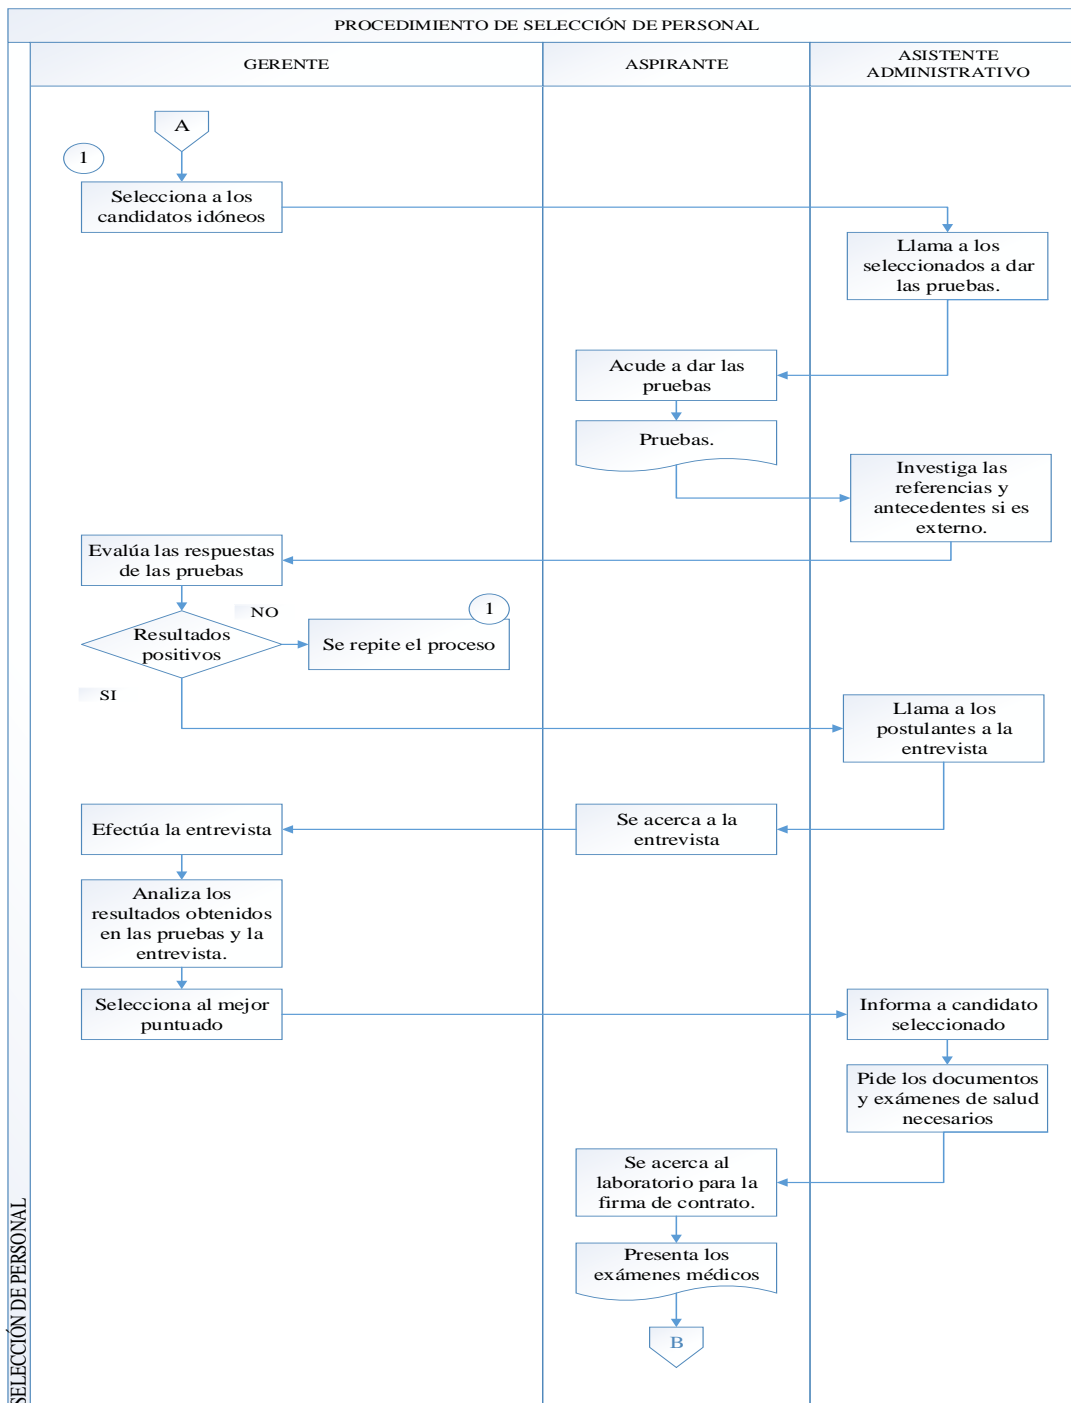 PROCEDIMIENTO DE SELECCIÓN DE PERSONAL
GERENTE
ASPIRANTE
ASISTENTE
ADMINISTRATIVO
A
1
Selecciona a los
candidatos idóneos
Llama a los
seleccionados a dar
las pruebas.
Acude a dar las
pruebas
Pruebas.
Investiga las
referencias y
antecedentes si es
externo.
Evalúa las respuestas
de las pruebas
NO
1
Resultados
positivos
Se repite el proceso
SI
Llama a los
postulantes a la
entrevista
Efectúa la entrevista
Se acerca a la
entrevista
Analiza los
resultados obtenidos
en las pruebas y la
entrevista.
Selecciona al mejor
puntuado
Informa a candidato
seleccionado
Pide los documentos
y exámenes de salud
necesarios
Se acerca al
laboratorio para la
firma de contrato.
Presenta los
exámenes médicos
B
SELECCIÓN DE PERSONAL